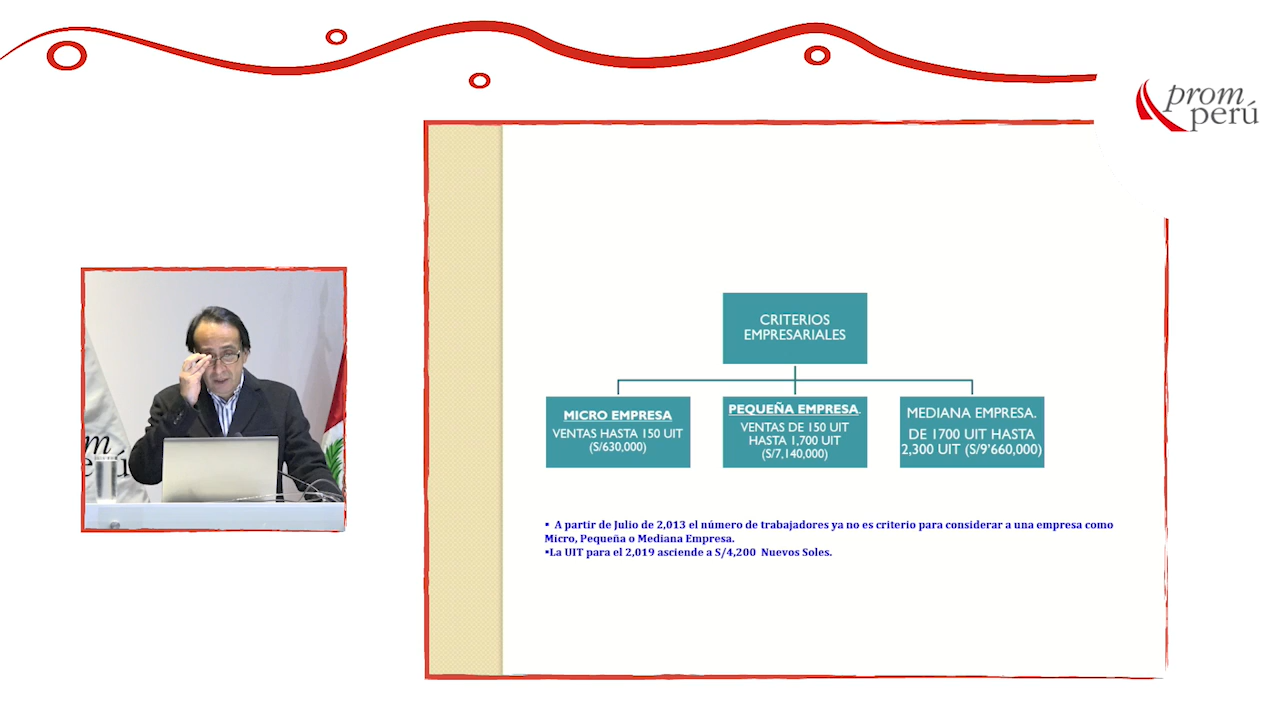 prom
perú
CRITERIOS
EMPRESARIALES
MICRO EMPRESA
VENTAS HASTA 150 UIT
(S/630,000)
PEQUEÑA EMPRESA.
VENTAS DE 150 UIT
HASTA 1,700 UIT
(S/7,140,000)
MEDIANA EMPRESA.
DE 1700 UIT HASTA
2,300 UIT (S/9'660,000)
▪ A partir de Julio de 2,013 el número de trabajadores ya no es criterio para considerar a una empresa como
Micro, Pequeña o Mediana Empresa.
▪La UIT para el 2,019 asciende a S/4,200 Nuevos Soles.